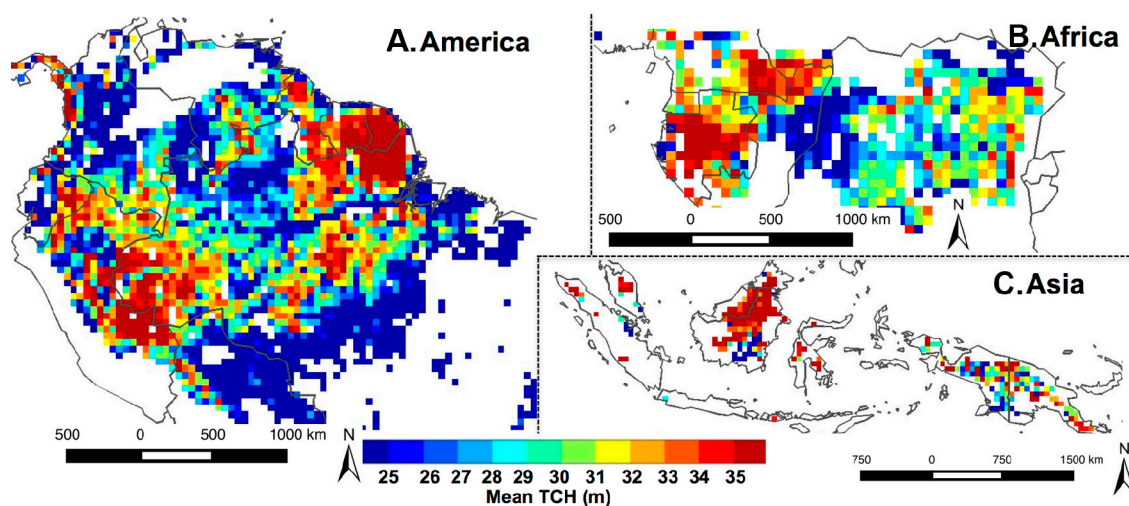 A. America
B. Africa
N
500 0 500 1000 km
C. Asia
500 0 500 1000 km
N
25 26 27 28 29 30 31 32 33 34 35
Mean TCH (m)
750 0 750 1500 km
N